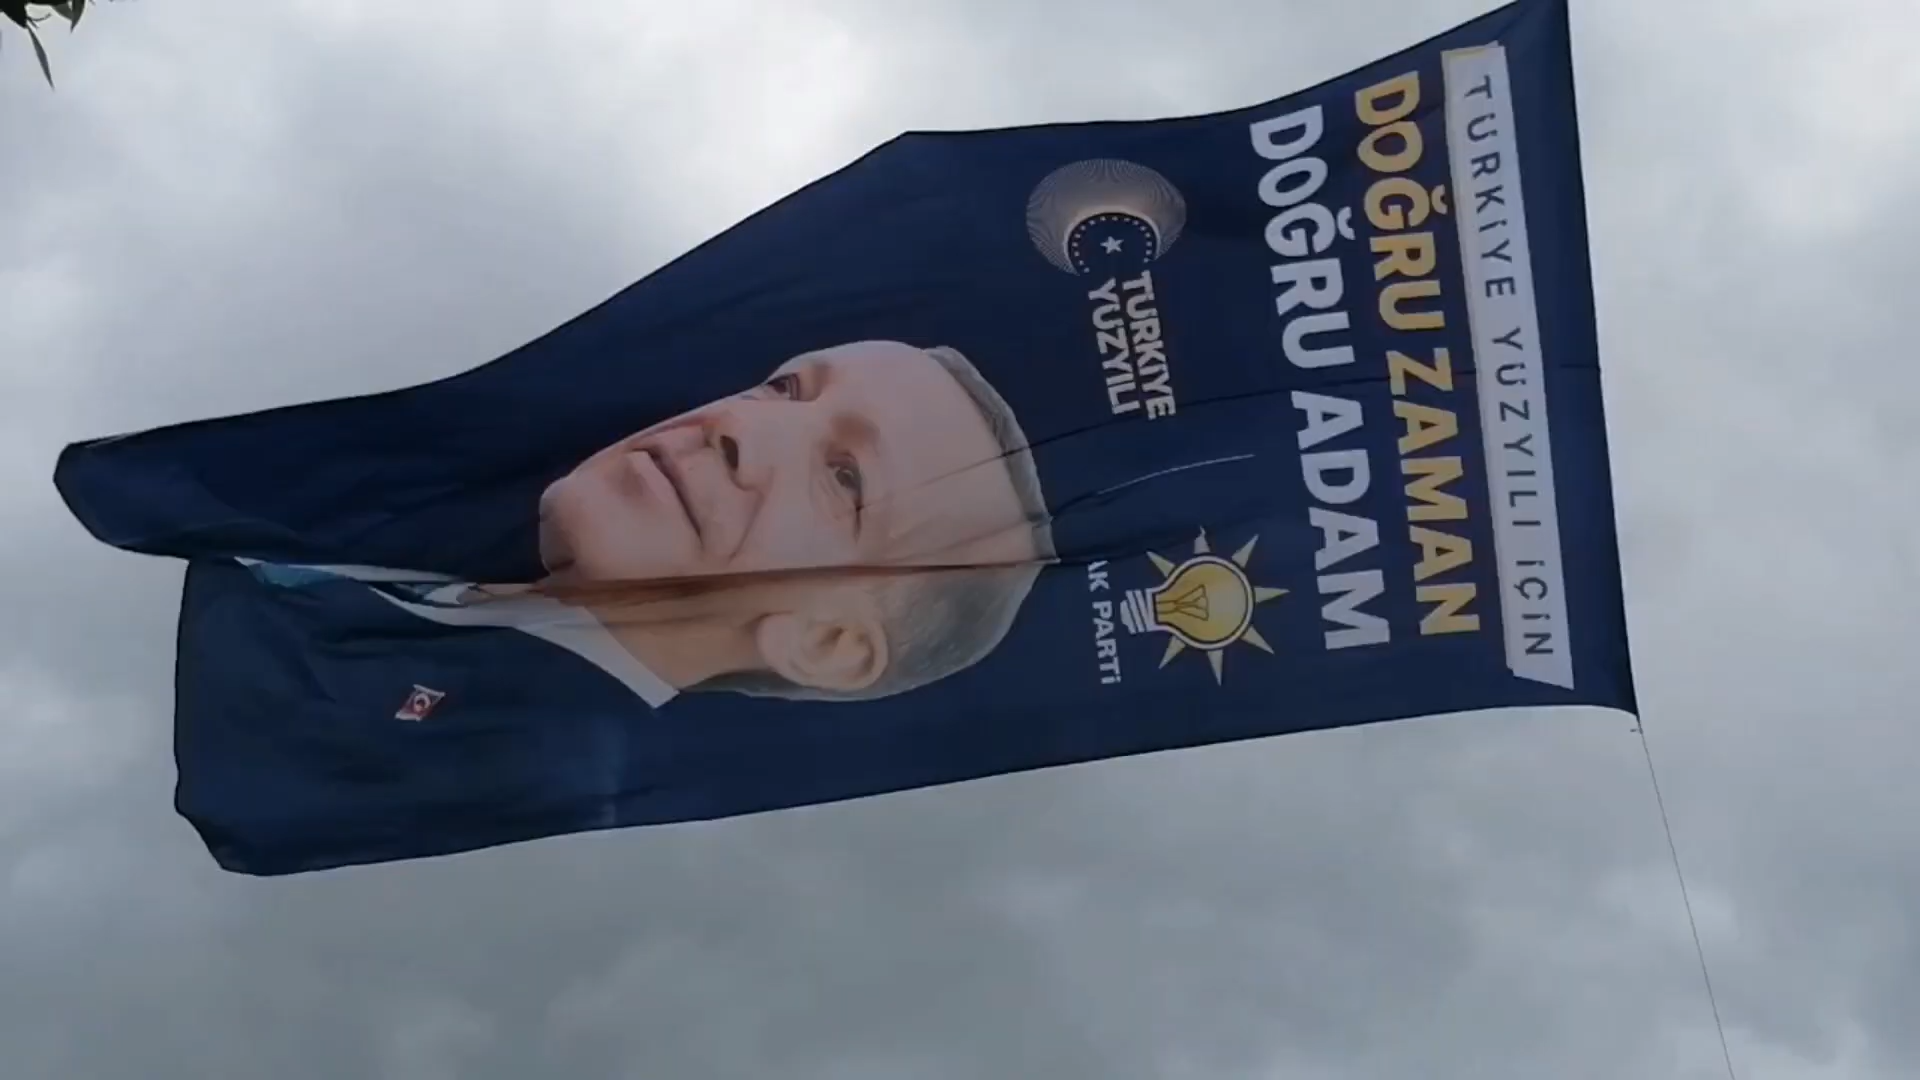 TÜRKİYE YÜZYILI İÇİN
DOĞRU ZAMAN
DOĞRU ADAM
TÜRKİYE
YÜZYILI
AK PARTİ